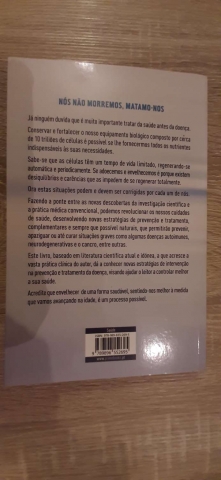 NÓS NÃO MORREMOS, MATAMO-NOS
Já ninguém duvida que é muito importante tratar da saúde antes da doença.
Conservar e fortalecer o nosso equipamento biológico composto por cerca
de 10 triliões de células é possível se lhe fornecermos todos os nutrientes
indispensáveis às suas necessidades.
Sabe-se que as células têm um tempo de vida limitado, regenerando-se
automática e periodicamente. Se adoecemos e envelhecemos é porque existem
desiquilíbrios e carências que as impedem de se regenerar totalmente.
Ora estas situações podem e devem ser corrigidas por cada um de nós.
Fazendo a ponte entre as novas descobertas da investigação científica e
a prática médica convencional, podemos revolucionar os nossos cuidados
de saúde, desenvolvendo novas estratégias de prevenção e tratamento,
complementares e sempre que possível naturais, que permitirão prevenir,
apaziguar ou até curar situações graves como algumas doenças autoimunes,
neurodegenerativas e o cancro, entre outras.
Este livro, baseado em literatura científica atual e idónea, a que acresce a
vasta prática clínica do autor, dá a conhecer novas estratégias de intervenção
na prevenção e tratamento da doença, visando ajudar o leitor a controlar melhor
a sua saúde.
Acredito que envelhecer de uma forma saudável, sentindo-nos melhor à medida
que vamos avançando na idade, é um processo possível.